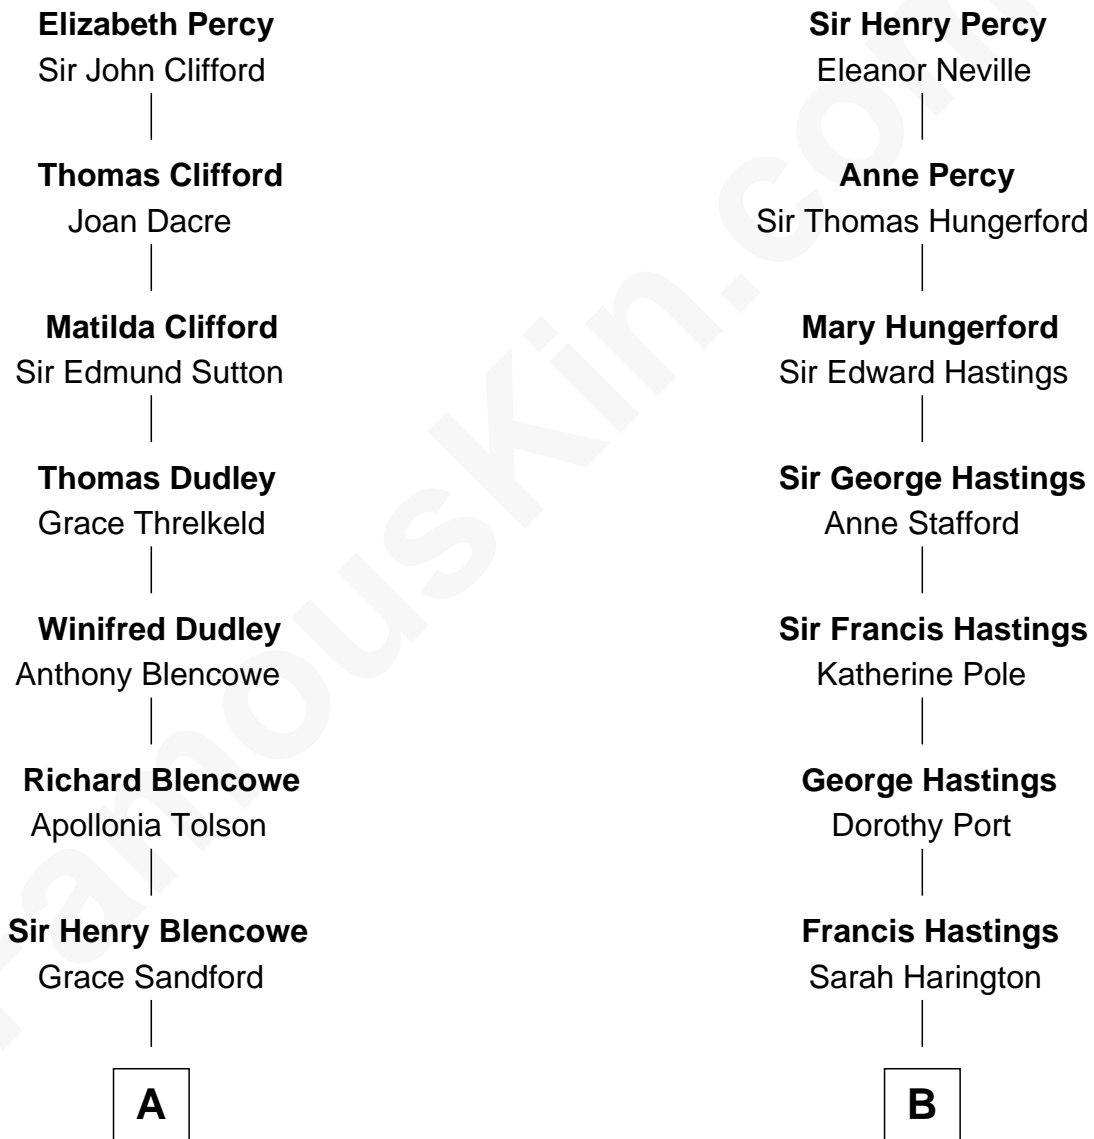 Elizabeth Percy
Sir John Clifford
Thomas Clifford
Joan Dacre
Matilda Clifford
Sir Edmund Sutton
Thomas Dudley
Grace Threlkeld
Winifred Dudley
Anthony Blencowe
Richard Blencowe
Apollonia Tolson
Sir Henry Blencowe
Grace Sandford
A
Sir Henry Percy
Eleanor Neville
Anne Percy
Sir Thomas Hungerford
Mary Hungerford
Sir Edward Hastings
Sir George Hastings
Anne Stafford
Sir Francis Hastings
Katherine Pole
George Hastings
Dorothy Port
Francis Hastings
Sarah Harington
B
FamousKin.com